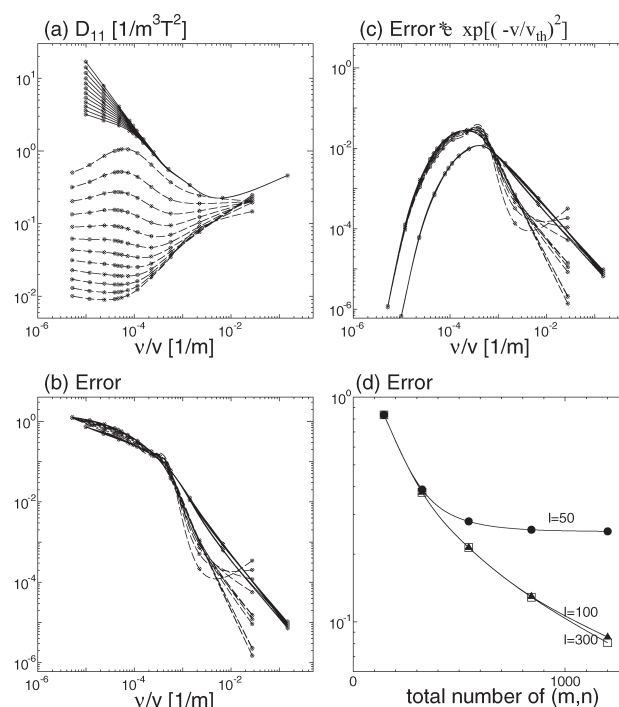 (a) D₁₁ [1/m³T²]
10¹
10⁰
10⁻¹
10⁻²
10⁻⁶ 10⁻⁴ 10⁻²
ν/v [1/m]
(c) Error*e xp[( -v/v_th)²]
10⁰
10⁻²
10⁻⁴
10⁻⁶
10⁻⁶ 10⁻⁴ 10⁻²
ν/v [1/m]
(b) Error
10⁰
10⁻²
10⁻⁴
10⁻⁶
10⁻⁶ 10⁻⁴ 10⁻²
ν/v [1/m]
(d) Error
10⁰
10⁻¹
l=50
l=100
l=300
0 1000
total number of (m,n)